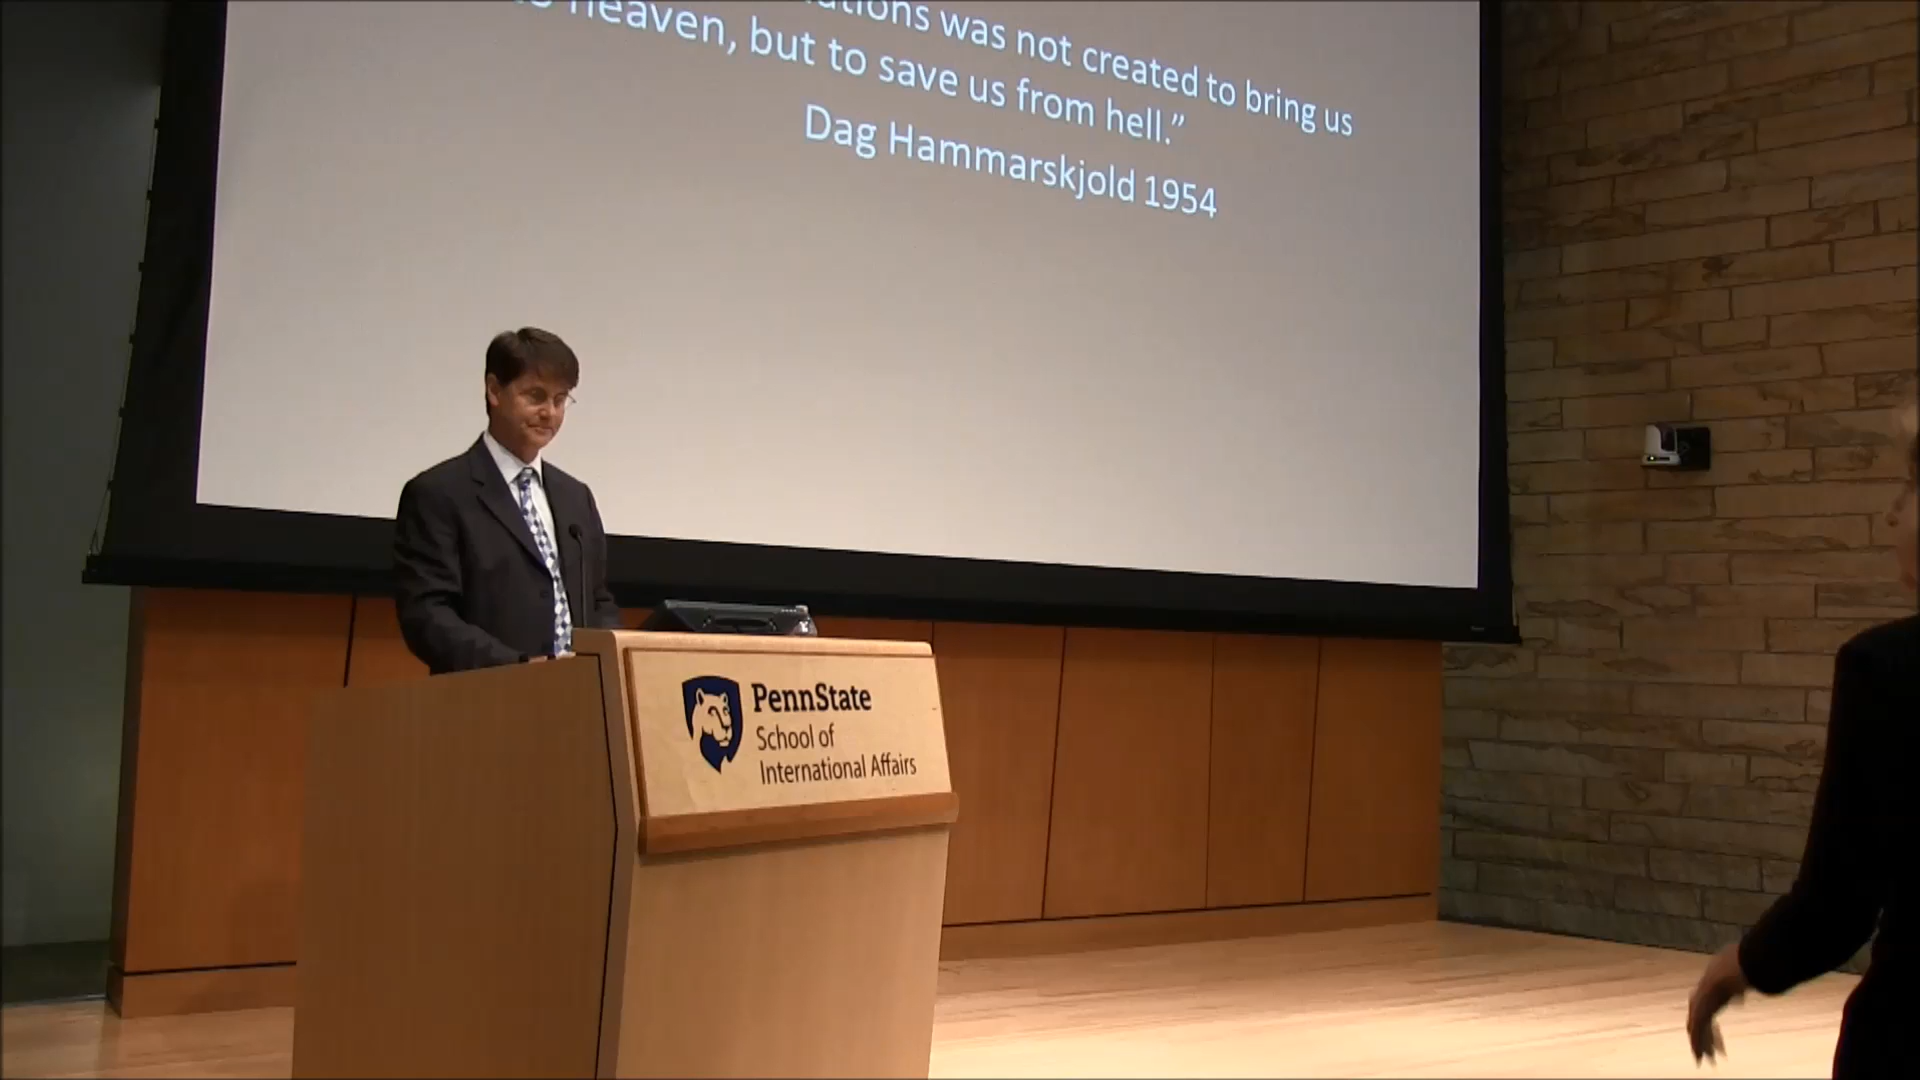 was not created to bring us
heaven, but to save us from hell.”
Dag Hammarskjold 1954
PennState
School of
International Affairs